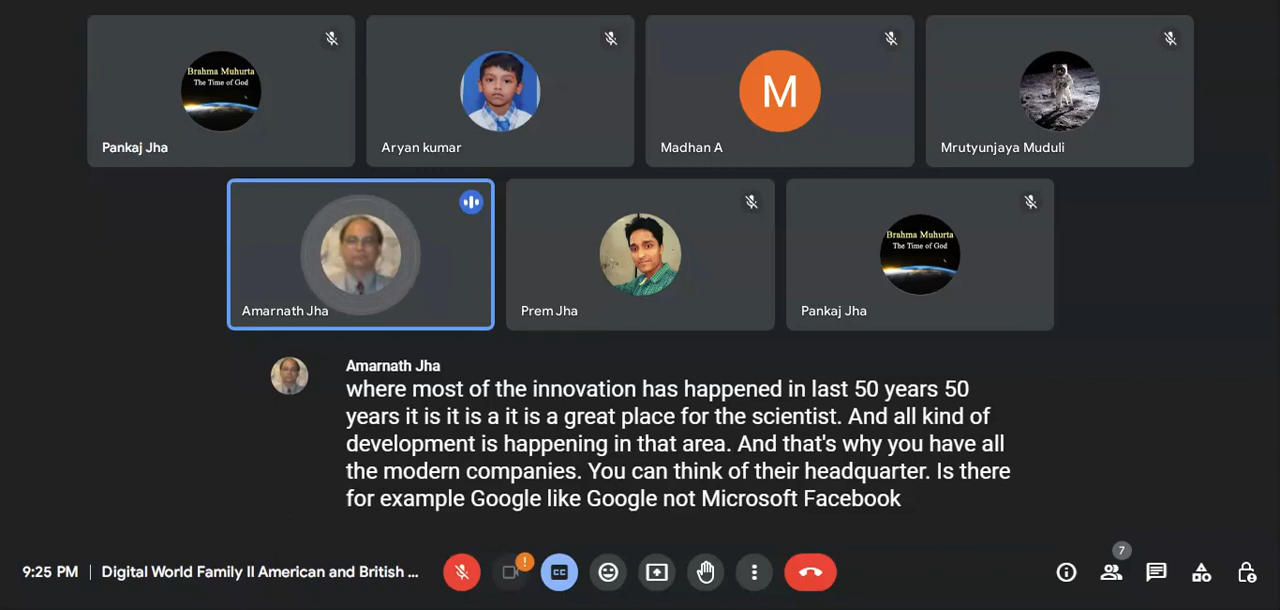 Brahma Muhurta
The Time of God
Pankaj Jha
Aryan kumar
M
Madhan A
Mrutyunjaya Muduli
Amarnath Jha
Prem Jha
Brahma Muhurta
The Time of God
Pankaj Jha
Amarnath Jha
where most of the innovation has happened in last 50 years 50
years it is it is a it is a great place for the scientist. And all kind of
development is happening in that area. And that's why you have all
the modern companies. You can think of their headquarter. Is there
for example Google like Google not Microsoft Facebook
9:25 PM | Digital World Family II American and British ...
!
CC
7